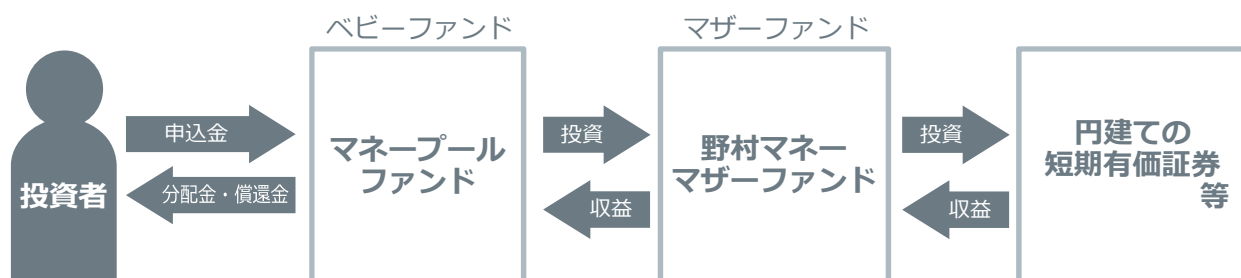 ベビーファンド
マザーファンド
投資者
申込金
分配金・償還金
マネープール
ファンド
投資
収益
野村マネー
マザーファンド
投資
収益
円建ての
短期有価証券
等